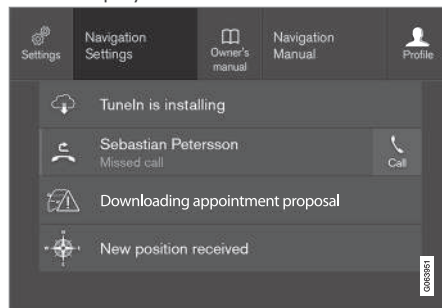 Settings
Navigation
Settings
Owner's
manual
Navigation
Manual
Profile
TuneIn is installing
Sebastian Petersson
Missed call
Call
Downloading appointment proposal
New position received
G063951